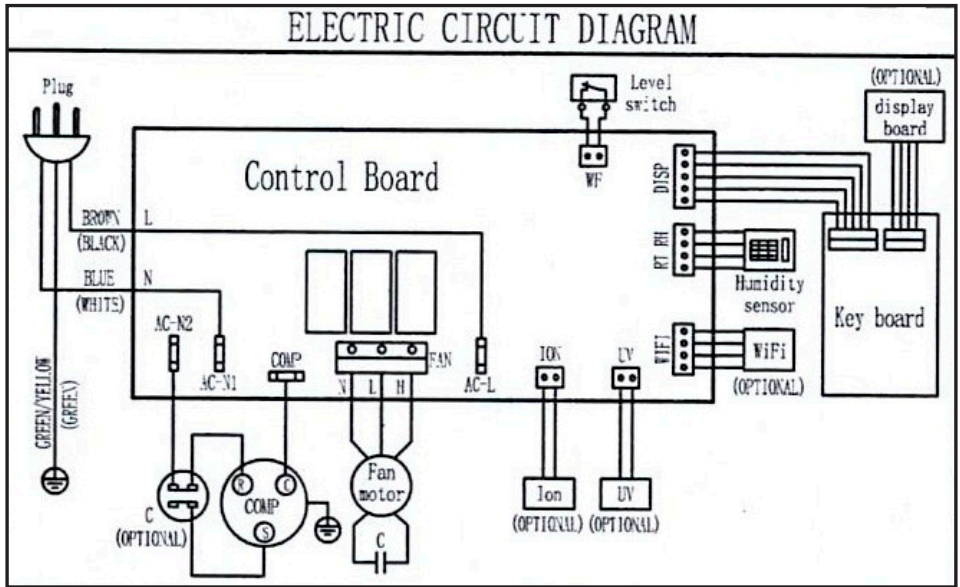 ELECTRIC CIRCUIT DIAGRAM
Plug
Level
switch
(OPTIONAL)
display
board
WF
Control Board
DISP
BROWN
L
(BLACK)
BLUE
N
(WHITE)
RT RH
Humidity
sensor
Key board
AC-N2
AC-N1
COMP
FAN
N
L
H
AC-L
ION
UV
WIFI
WiFi
(OPTIONAL)
GREEN/YELLOW
(GREEN)
C
(OPTIONAL)
R
C
COMP
S
Fan
motor
C
Ion
(OPTIONAL)
UV
(OPTIONAL)